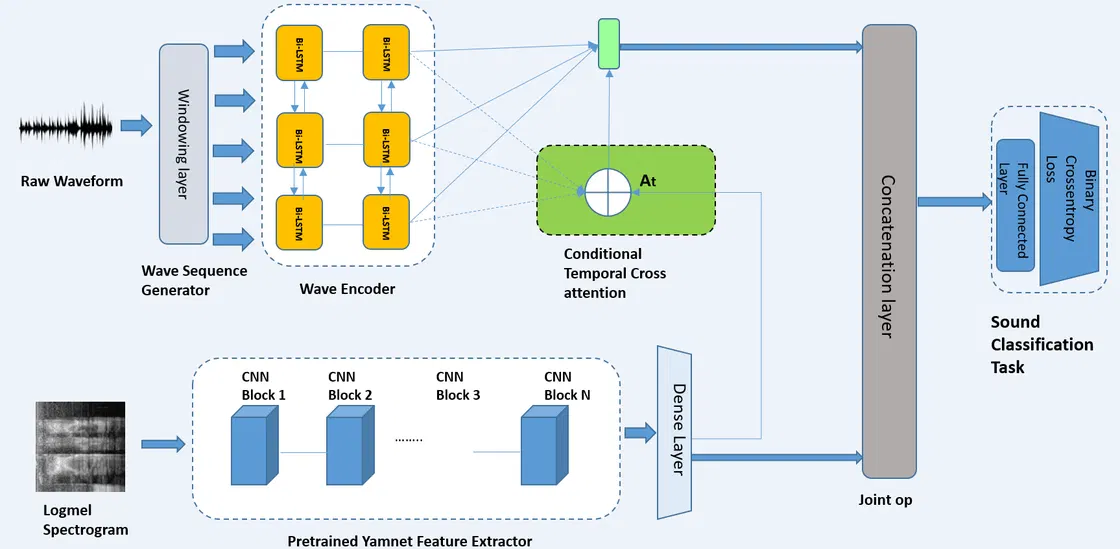 Raw Waveform
Windowing layer
Wave Sequence
Generator
Bi-LSTM
Bi-LSTM
Bi-LSTM
Bi-LSTM
Bi-LSTM
Bi-LSTM
Wave Encoder
At
Conditional
Temporal Cross
attention
Concatenation layer
Joint op
Fully Connected
Layer
Binary
Crossentropy
Loss
Sound
Classification
Task
Logmel
Spectrogram
CNN
Block 1
CNN
Block 2
CNN
Block 3
CNN
Block N
........
Pretrained Yamnet Feature Extractor
Dense Layer